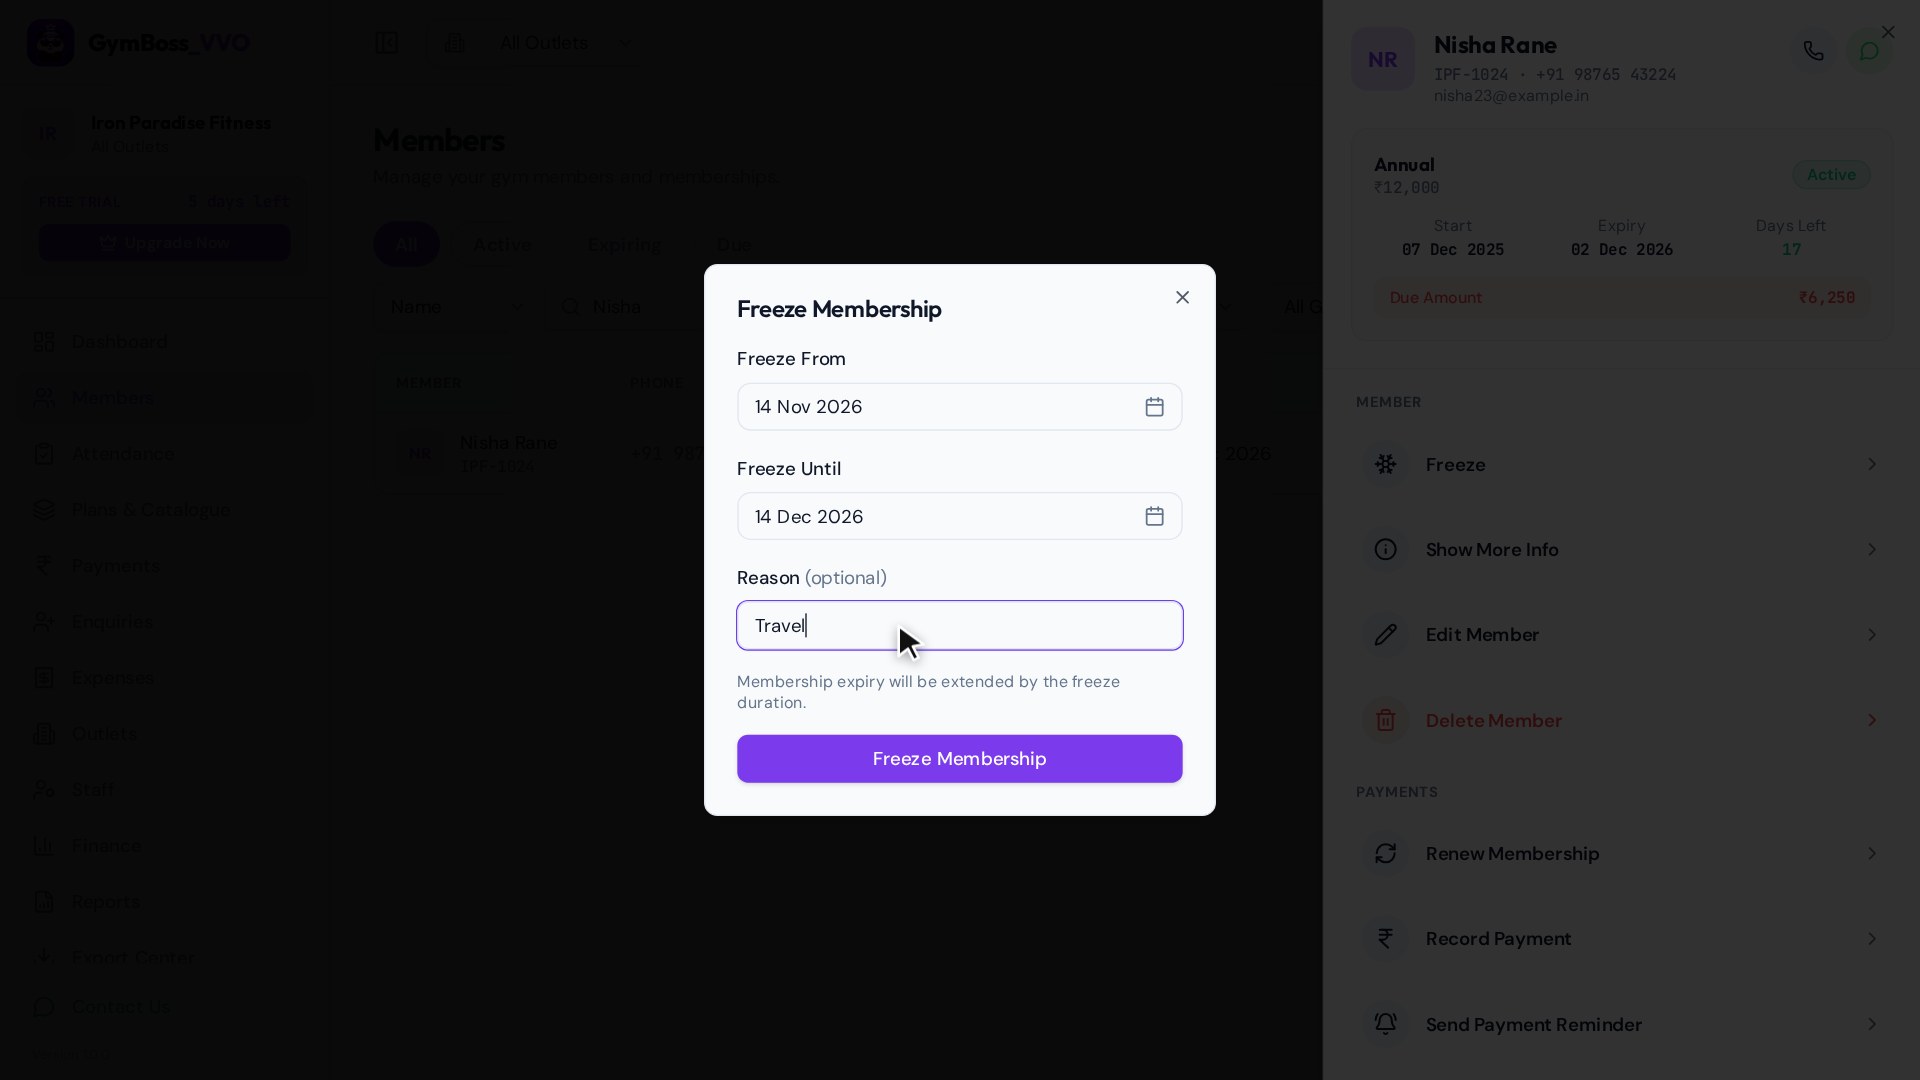 GymBoss_VVO
All Outlets
IR
Iron Paradise Fitness
All Outlets
FREE TRIAL
5 days left
Upgrade Now
Dashboard
Members
Attendance
Plans & Catalogue
Payments
Enquiries
Expenses
Outlets
Staff
Finance
Reports
Export Center
Contact Us
Members
Manage your gym members and memberships.
All
Active
Expiring
Due
Name
Nisha
All G
MEMBER
PHONE
NR
Nisha Rane
IPF-1024
+91 987
2026
Freeze Membership
Freeze From
14 Nov 2026
Freeze Until
14 Dec 2026
Reason (optional)
Travel
Membership expiry will be extended by the freeze
duration.
Freeze Membership
NR
Nisha Rane
IPF-1024 · +91 98765 43224
nisha23@example.in
Annual
₹12,000
Active
Start
Expiry
Days Left
07 Dec 2025
02 Dec 2026
17
Due Amount
₹6,250
MEMBER
Freeze
Show More Info
Edit Member
Delete Member
PAYMENTS
Renew Membership
Record Payment
Send Payment Reminder